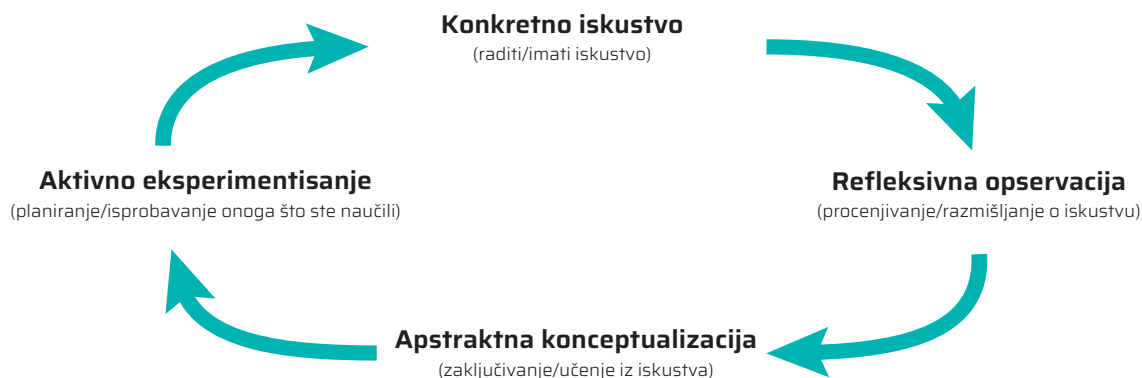 Konkretno iskustvo
(raditi/imati iskustvo)
Refleksivna opservacija
(procenjivanje/razmišljanje o iskustvu)
Apstraktna konceptualizacija
(zaključivanje/učenje iz iskustva)
Aktivno eksperimentisanje
(planiranje/isprobavanje onoga što ste naučili)